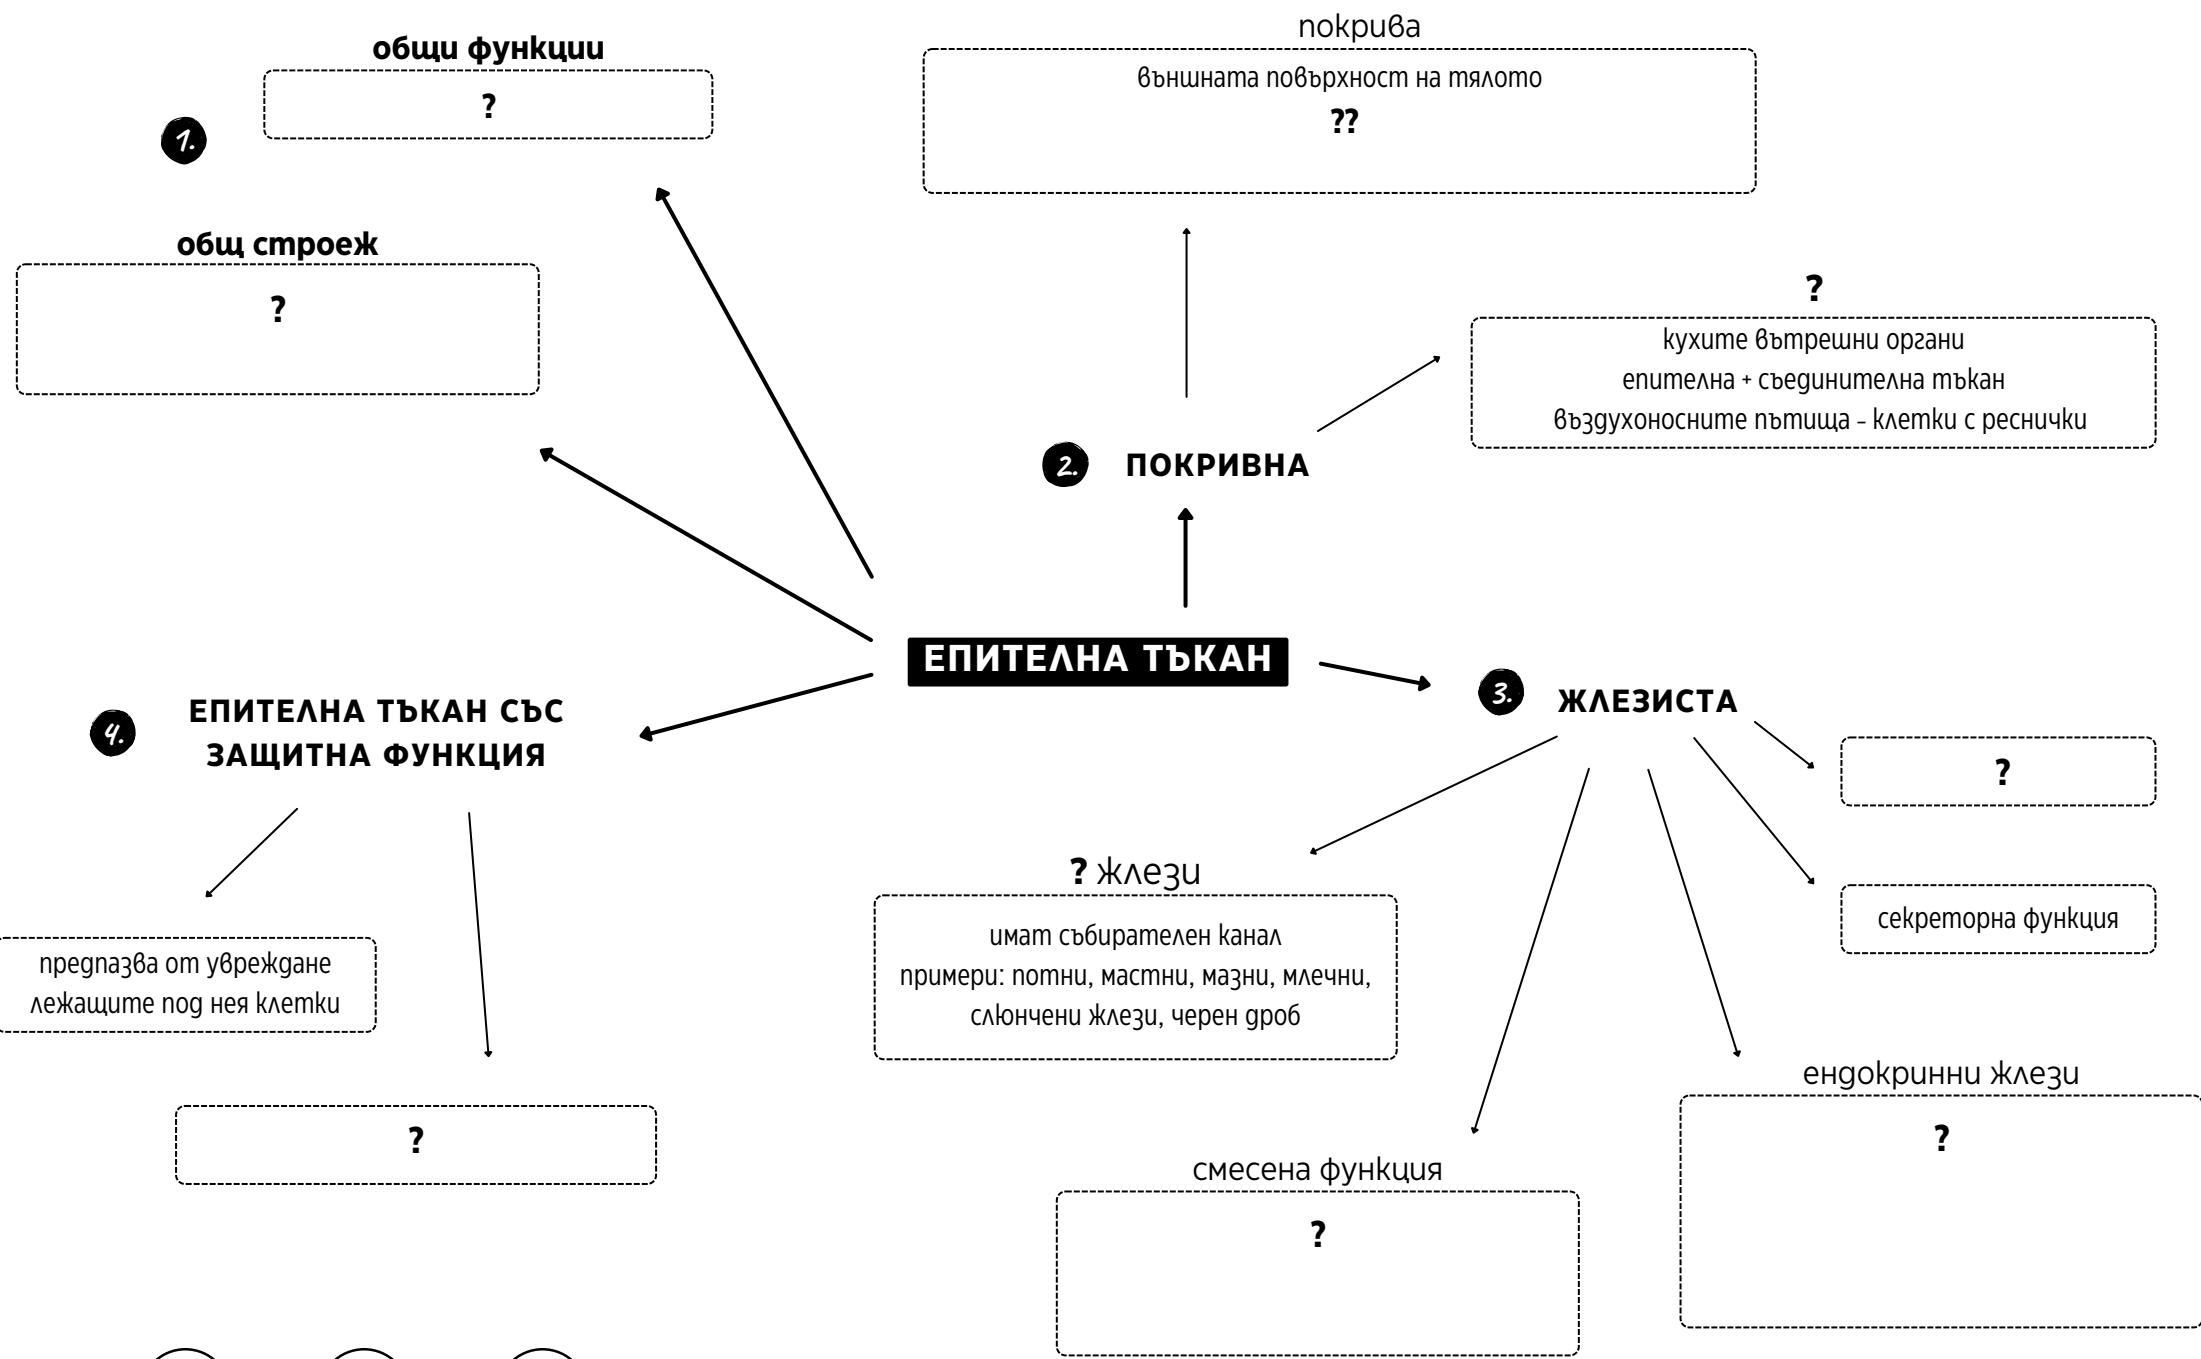 общи функции
?
1.
общ строеж
?
покрива
външната повърхност на тялото
??
?
кухите вътрешни органи
епителна + съединителна тъкан
въздухоносните пътища - клетки с реснички
2.
ПОКРИВНА
ЕПИТЕЛНА ТЪКАН
3.
ЖЛЕЗИСТА
?
секреторна функция
ендокринни жлези
?
смесена функция
?
? жлези
имат събирателен канал
примери: потни, мастни, мазни, млечни,
слюнчени жлези, черен дроб
4.
ЕПИТЕЛНА ТЪКАН СЪС
ЗАЩИТНА ФУНКЦИЯ
предпазва от увреждане
лежащите под нея клетки
?